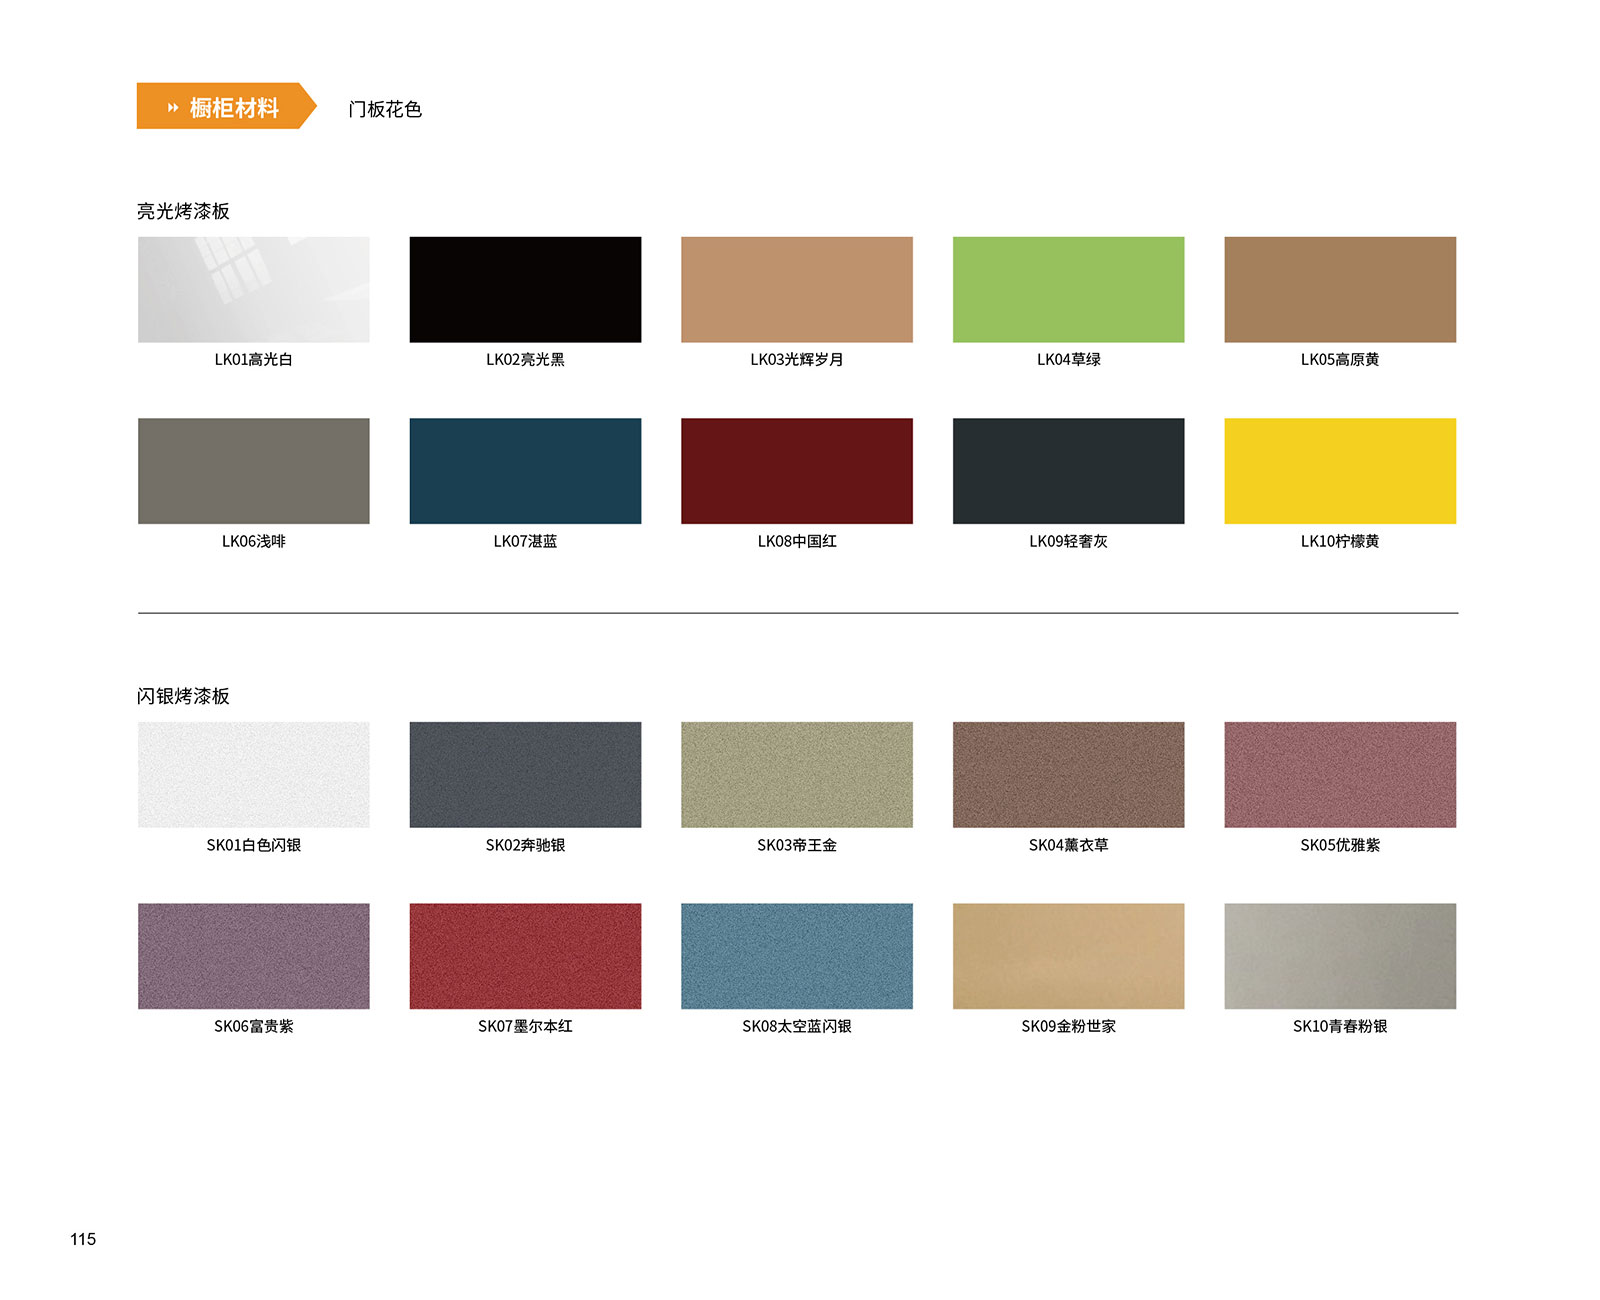 橱柜材料
门板花色
亮光烤漆板
LK01高光白
LK02亮光黑
LK03光辉岁月
LK04草绿
LK05高原黄
LK06浅啡
LK07湛蓝
LK08中国红
LK09轻奢灰
LK10柠檬黄
闪银烤漆板
SK01白色闪银
SK02奔驰银
SK03帝王金
SK04薰衣草
SK05优雅紫
SK06富贵紫
SK07墨尔本红
SK08太空蓝闪银
SK09金粉世家
SK10青春粉银
115